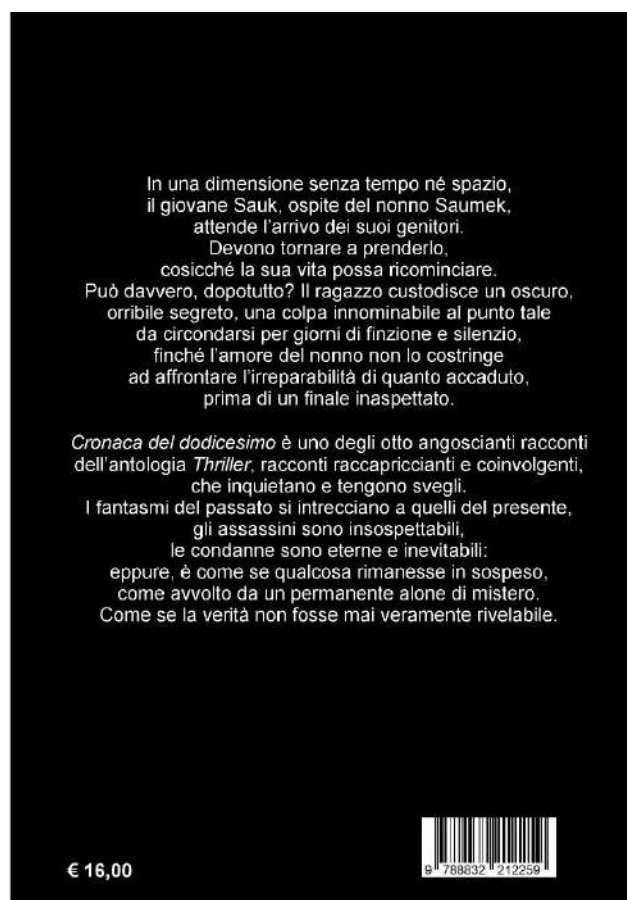 In una dimensione senza tempo né spazio,
il giovane Sauk, ospite del nonno Saumek,
attende l'arrivo dei suoi genitori.
Devono tornare a prenderlo,
cosicché la sua vita possa ricominciare.
Può davvero, dopotutto? Il ragazzo custodisce un oscuro,
orribile segreto, una colpa innominabile al punto tale
da circondarsi per giorni di finzione e silenzio,
finché l'amore del nonno non lo costringe
ad affrontare l'irreparabilità di quanto accaduto,
prima di un finale inaspettato.
Cronaca del dodicesimo è uno degli otto angoscianti racconti
dell'antologia Thriller, racconti raccapriccianti e coinvolgenti,
che inquietano e tengono svegli.
I fantasmi del passato si intrecciano a quelli del presente,
gli assassini sono insospettabili,
le condanne sono eterne e inevitabili:
eppure, è come se qualcosa rimanesse in sospeso,
come avvolto da un permanente alone di mistero.
Come se la verità non fosse mai veramente rivelabile.
€ 16,00
9 788832 212259